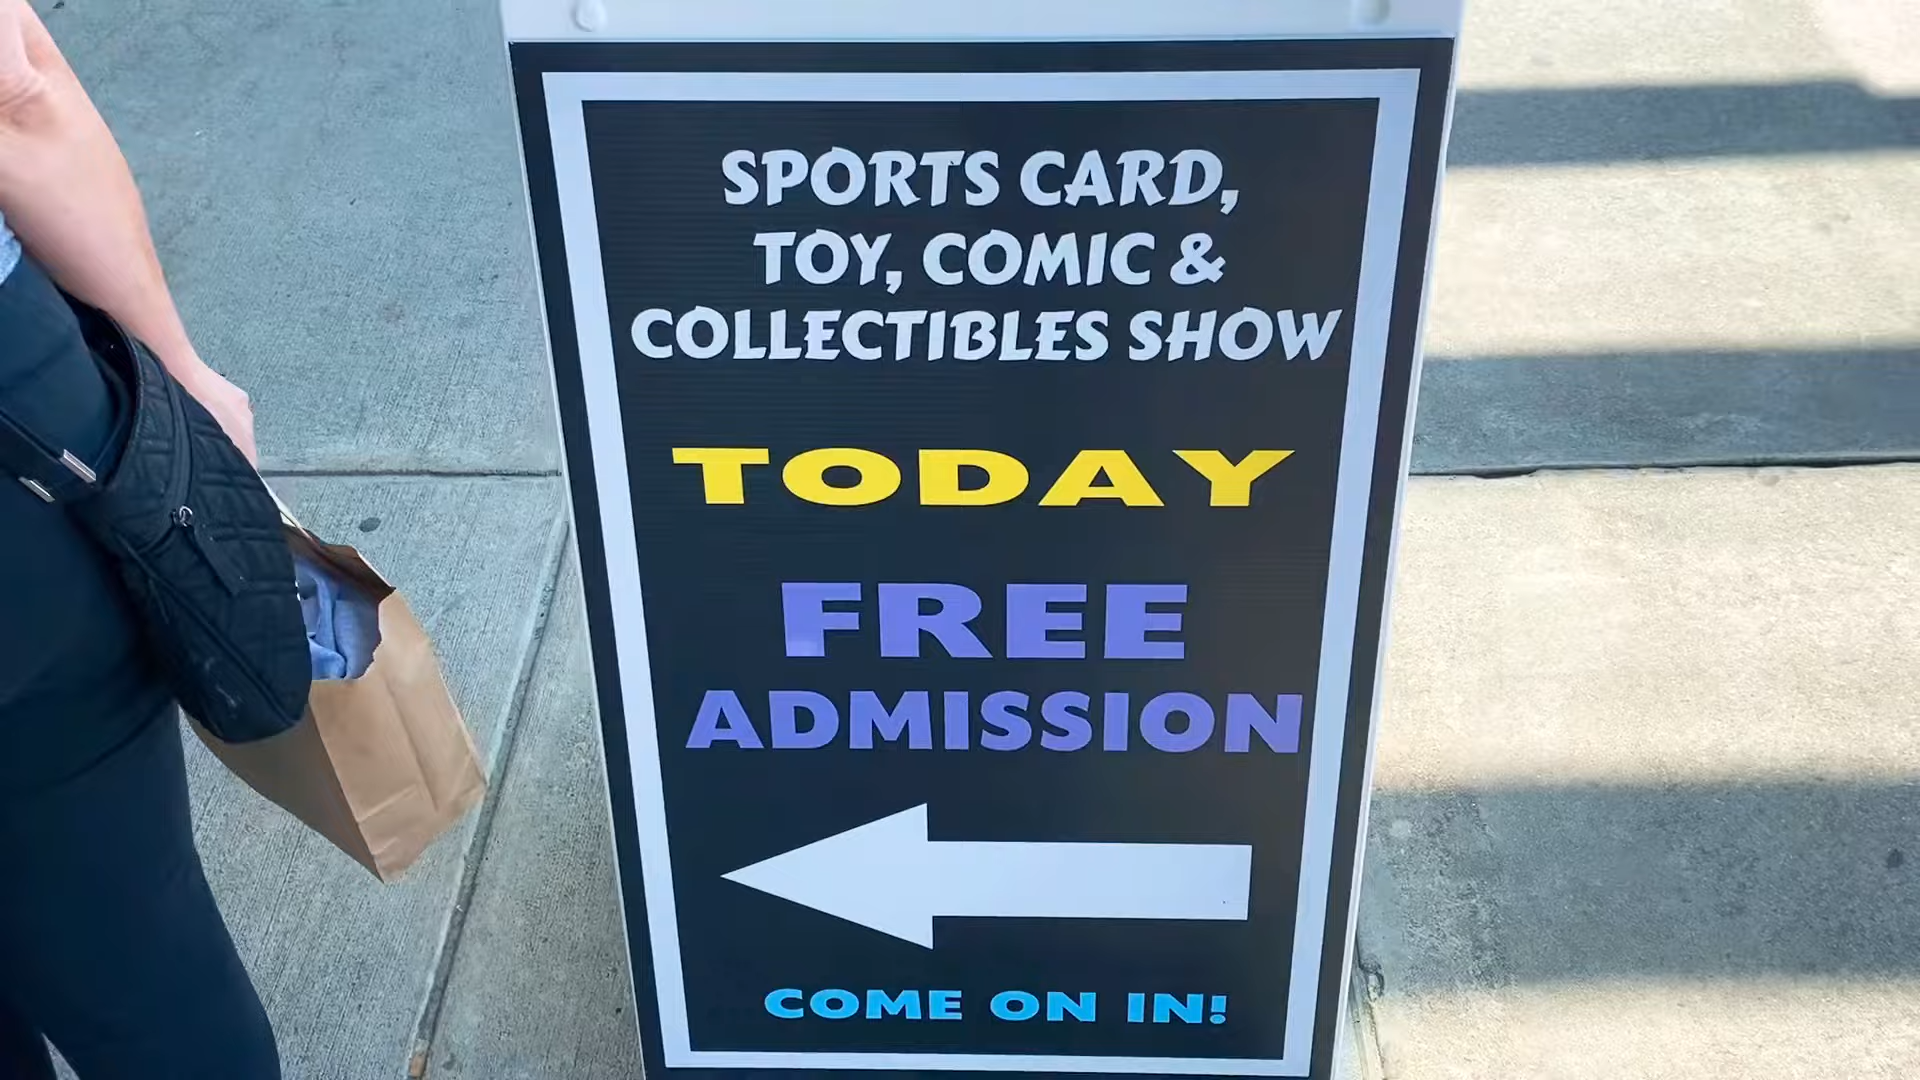 SPORTS CARD,
TOY, COMIC &
COLLECTIBLES SHOW
TODAY
FREE
ADMISSION
COME ON IN!